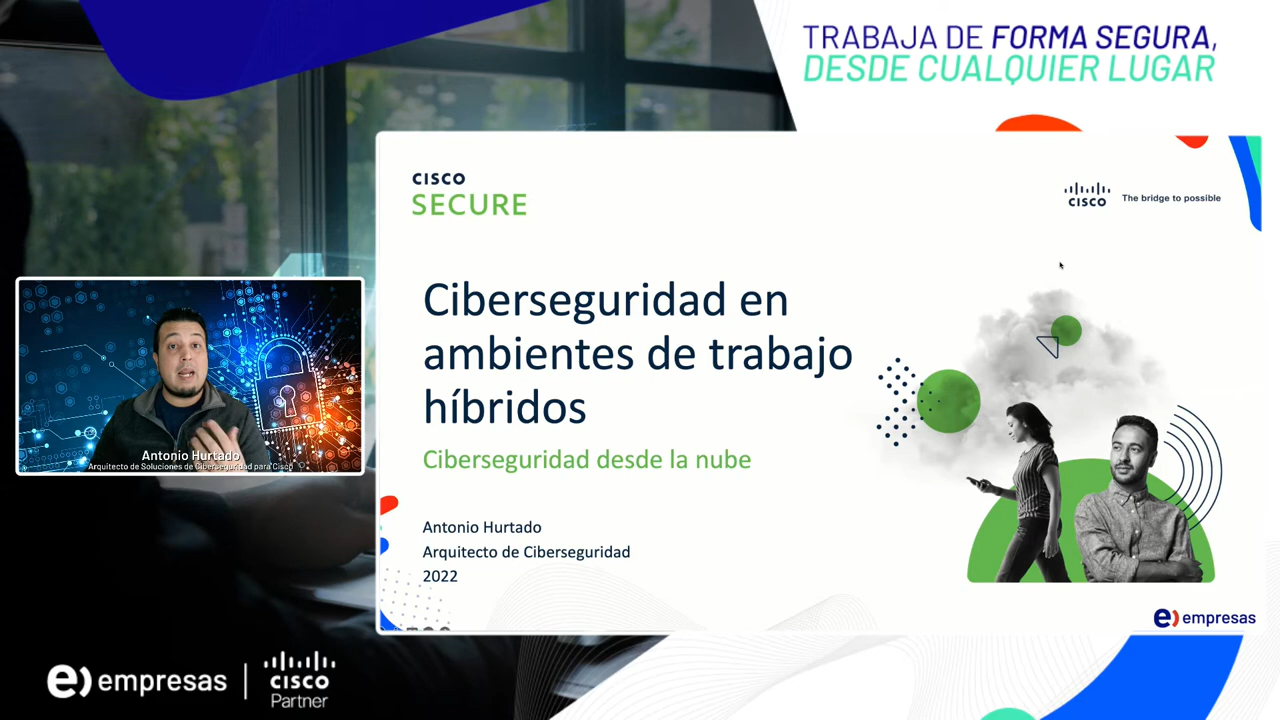 TRABAJA DE FORMA SEGURA,
DESDE CUALQUIER LUGAR
CISCO
SECURE
CISCO
The bridge to possible
Ciberseguridad en
ambientes de trabajo
híbridos
Ciberseguridad desde la nube
Antonio Hurtado
Arquitecto de Ciberseguridad
2022
Antonio Hurtado
Arquitecto de Soluciones de Ciberseguridad para Cisco
e) empresas
e) empresas
CISCO
Partner